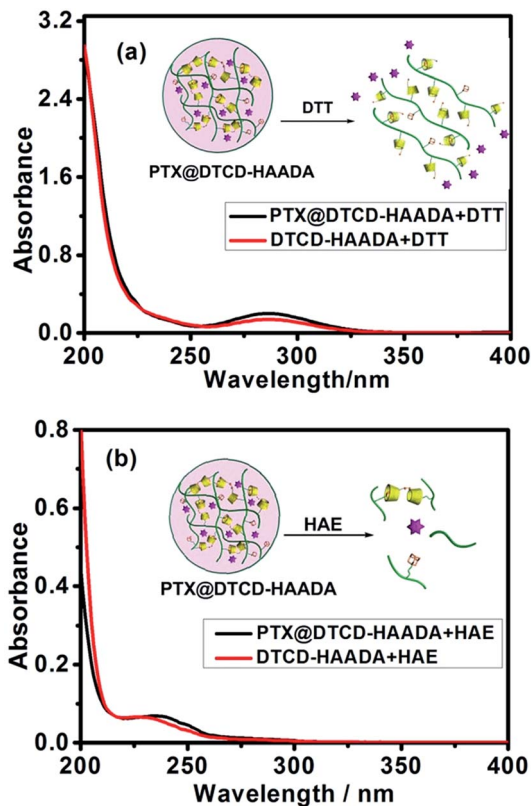 3.2
(a)
DTT
2.4
PTX@DTCD-HAADA
Absorbance
1.6
PTX@DTCD-HAADA+DTT
DTCD-HAADA+DTT
0.8
0.0
200 250 300 350 400
Wavelength/nm
0.8
(b)
0.6
HAE
PTX@DTCD-HAADA
Absorbance
0.4
PTX@DTCD-HAADA+HAE
DTCD-HAADA+HAE
0.2
0.0
200 250 300 350 400
Wavelength / nm